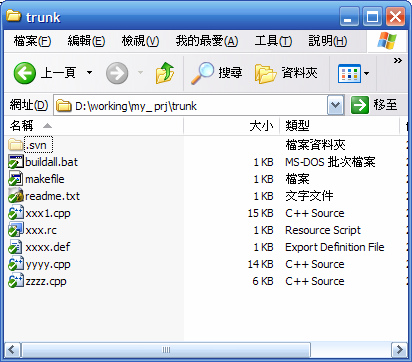 trunk
檔案(F) 編輯(E) 檢視(V) 我的最愛(A) 工具(T) 說明(H)
上一頁 搜尋 資料夾
網址(D) D:\working\my_prj\trunk 移至
名稱 大小 類型
.svn 檔案資料夾
buildall.bat 1 KB MS-DOS 批次檔案
makefile 1 KB 檔案
readme.txt 1 KB 文字文件
xxx1.cpp 15 KB C++ Source
xxx.rc 1 KB Resource Script
xxxx.def 1 KB Export Definition File
yyyy.cpp 14 KB C++ Source
zzzz.cpp 6 KB C++ Source